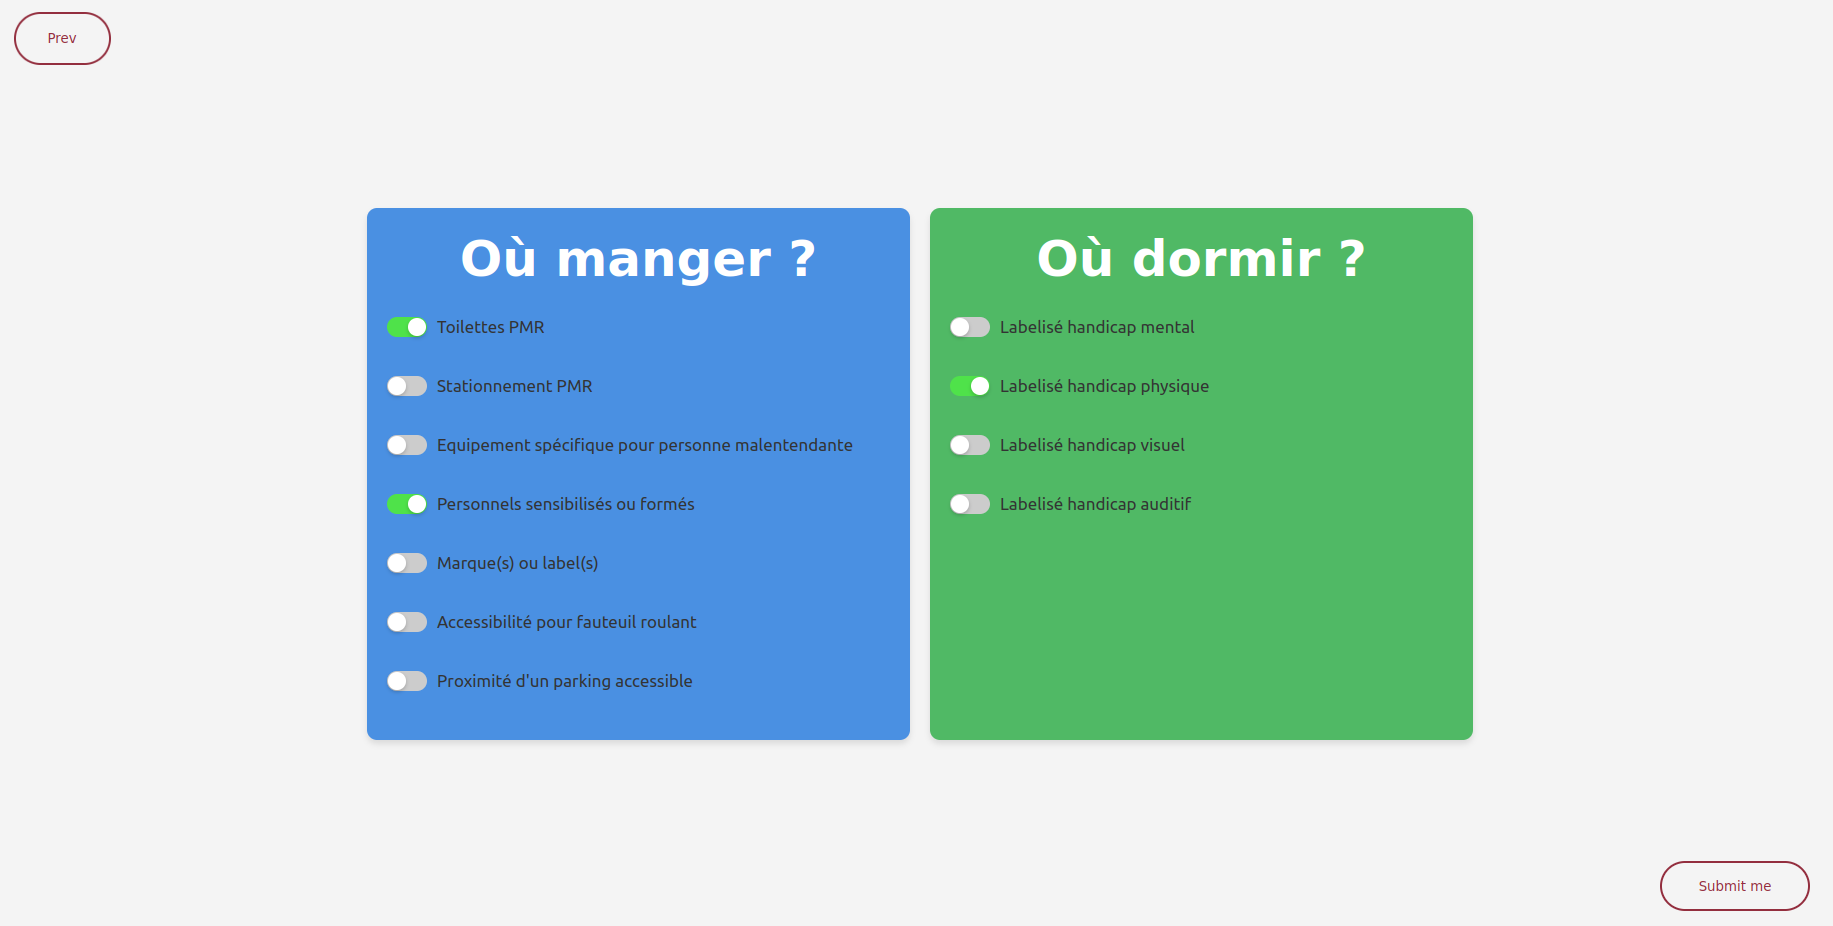 Prev
Où manger ?
Toilettes PMR
Stationnement PMR
Equipement spécifique pour personne malentendante
Personnels sensibilisés ou formés
Marque(s) ou label(s)
Accessibilité pour fauteuil roulant
Proximité d'un parking accessible
Où dormir ?
Labelisé handicap mental
Labelisé handicap physique
Labelisé handicap visuel
Labelisé handicap auditif
Submit me